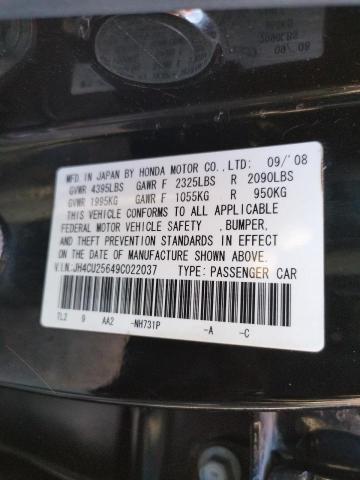 MFD. IN JAPAN BY HONDA MOTOR CO., LTD: 09/'08
GVWR 4395LBS GAWR F 2325LBS R 2090LBS
GVWR 1995KG GAWR F 1055KG R 950KG
THIS VEHICLE CONFORMS TO ALL APPLICABLE
FEDERAL MOTOR VEHICLE SAFETY , BUMPER,
AND THEFT PREVENTION STANDARDS IN EFFECT
ON THE DATE OF MANUFACTURE SHOWN ABOVE.
V.I.N:JH4CU25649C022037 TYPE: PASSENGER CAR
TL2 9 AA2 -NH731P -A -C